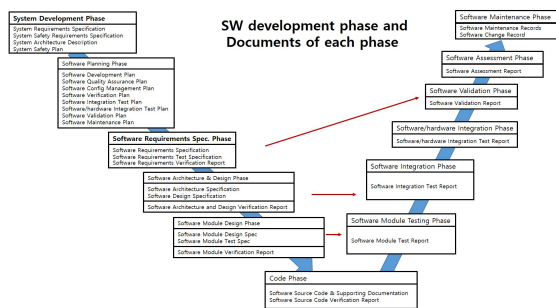 SW development phase and
Documents of each phase
System Development Phase
System Requirements Specification
System Safety Requirements Specification
System Architecture Description
System Safety Plan
Software Planning Phase
Software Development Plan
Software Quality Assurance Plan
Software Config Management Plan
Software Verification Plan
Software Integration Test Plan
Software/hardware Integration Test Plan
Software Validation Plan
Software Maintenance Plan
Software Requirements Spec. Phase
Software Requirements Specification
Software Requirements Test Specification
Software Requirements Verification Report
Software Architecture & Design Phase
Software Architecture Specification
Software Design Specification
Software Architecture and Design Verification Report
Software Module Design Phase
Software Module Design Spec
Software Module Test Spec
Software Module Verification Report
Code Phase
Software Source Code & Supporting Documentation
Software Source Code Verification Report
Software Module Testing Phase
Software Module Test Report
Software Integration Phase
Software Integration Test Report
Software/hardware Integration Phase
Software/hardware Integration Test Report
Software Validation Phase
Software Validation Report
Software Assessment Phase
Software Assessment Report
Software Maintenance Phase
Software Maintenance Records
Software Change Record